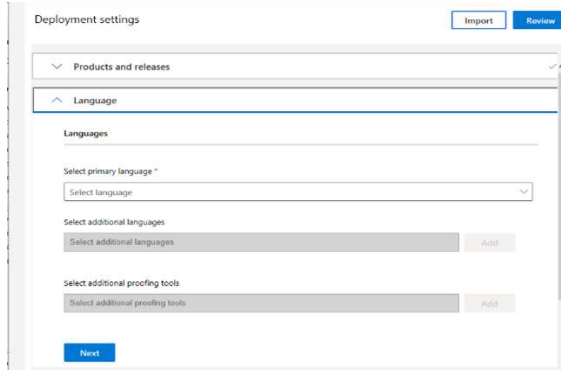 Deployment settings
Import
Review
Products and releases
Language
Languages
Select primary language *
Select language
Select additional languages
Select additional languages
Add
Select additional proofing tools
Select additional proofing tools
Add
Next